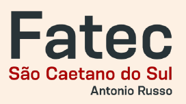 Fatec
São Caetano do Sul
Antonio Russo